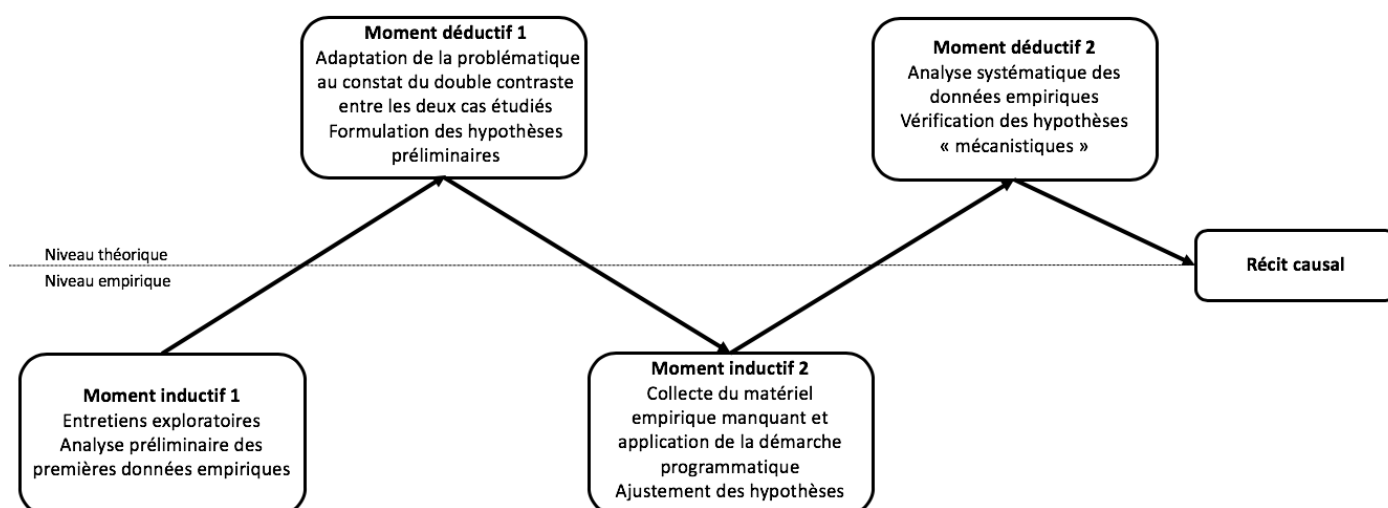 Moment déductif 1
Adaptation de la problématique
au constat du double contraste
entre les deux cas étudiés
Formulation des hypothèses
préliminaires
Moment déductif 2
Analyse systématique des
données empiriques
Vérification des hypothèses
« mécanistiques »
Niveau théorique
Niveau empirique
Récit causal
Moment inductif 1
Entretiens exploratoires
Analyse préliminaire des
premières données empiriques
Moment inductif 2
Collecte du matériel
empirique manquant et
application de la démarche
programmatique
Ajustement des hypothèses